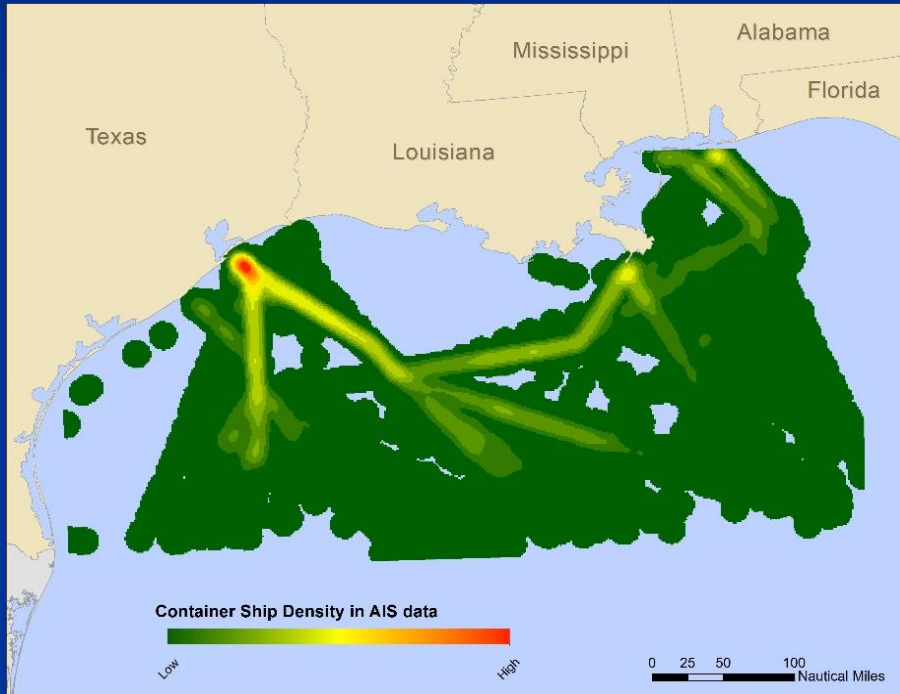 Alabama
Mississippi
Florida
Texas
Louisiana
Container Ship Density in AIS data
Low
High
0 25 50 100
Nautical Miles